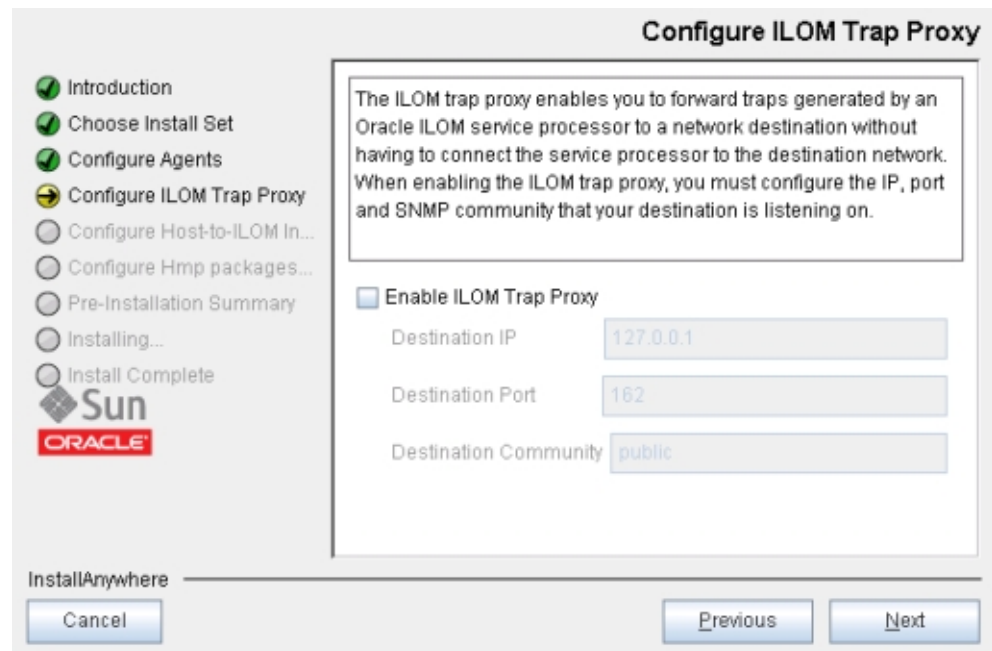 Configure ILOM Trap Proxy
Introduction
Choose Install Set
Configure Agents
Configure ILOM Trap Proxy
Configure Host-to-ILOM In...
Configure Hmp packages...
Pre-Installation Summary
Installing...
Install Complete
Sun
ORACLE
The ILOM trap proxy enables you to forward traps generated by an
Oracle ILOM service processor to a network destination without
having to connect the service processor to the destination network.
When enabling the ILOM trap proxy, you must configure the IP, port
and SNMP community that your destination is listening on.
Enable ILOM Trap Proxy
Destination IP 127.0.0.1
Destination Port 162
Destination Community public
InstallAnywhere
Cancel Previous Next